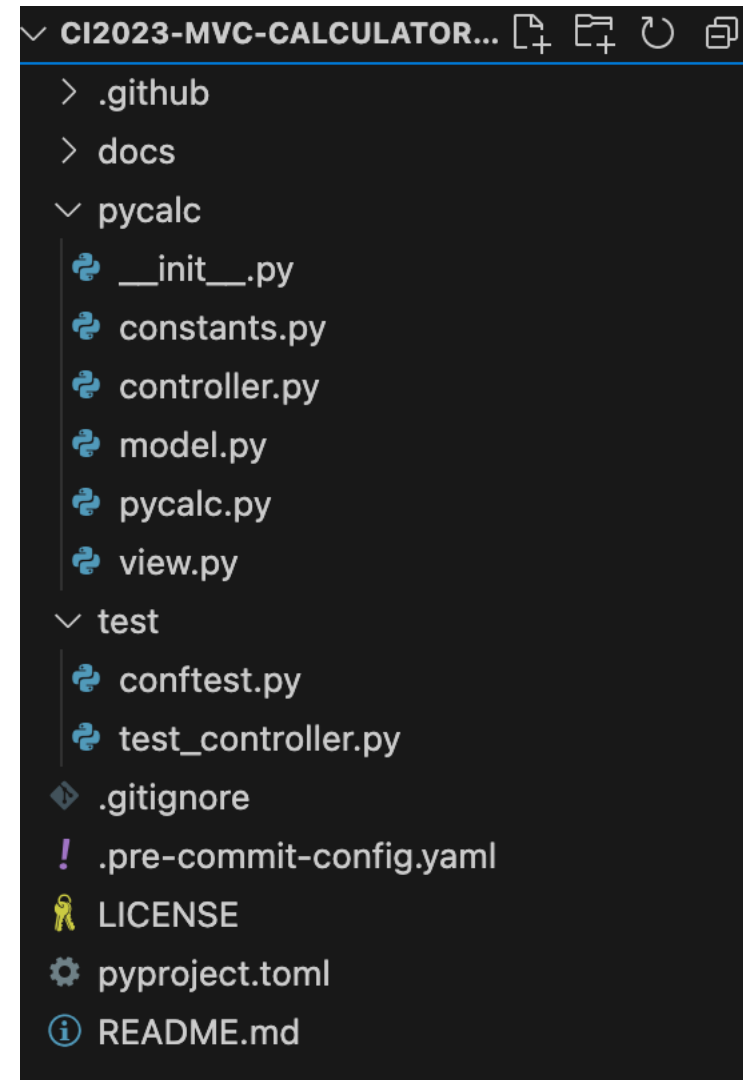 CI2023-MVC-CALCULATOR...
.github
docs
pycalc
__init__.py
constants.py
controller.py
model.py
pycalc.py
view.py
test
conftest.py
test_controller.py
.gitignore
.pre-commit-config.yaml
LICENSE
pyproject.toml
README.md